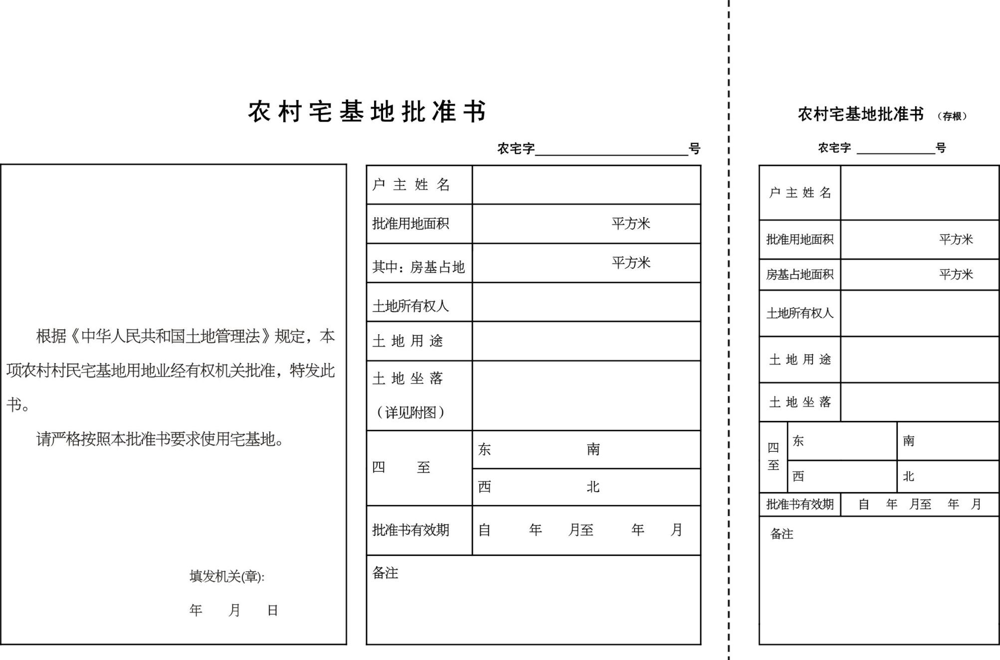 农村宅基地批准书
农宅字 号
根据《中华人民共和国土地管理法》规定，本
项农村村民宅基地用地业经有权机关批准，特发此
书。
请严格按照本批准书要求使用宅基地。
填发机关(章):
年 月 日
户主姓名
批准用地面积 平方米
其中：房基占地 平方米
土地所有权人
土地用途
土地坐落
（详见附图）
四至
东 南
西 北
批准书有效期 自 年 月至 年 月
备注
农村宅基地批准书 （存根）
农宅字 号
户主姓名
批准用地面积 平方米
房基占地面积 平方米
土地所有权人
土地用途
土地坐落
四至
东 南
西 北
批准书有效期 自 年 月至 年 月
备注